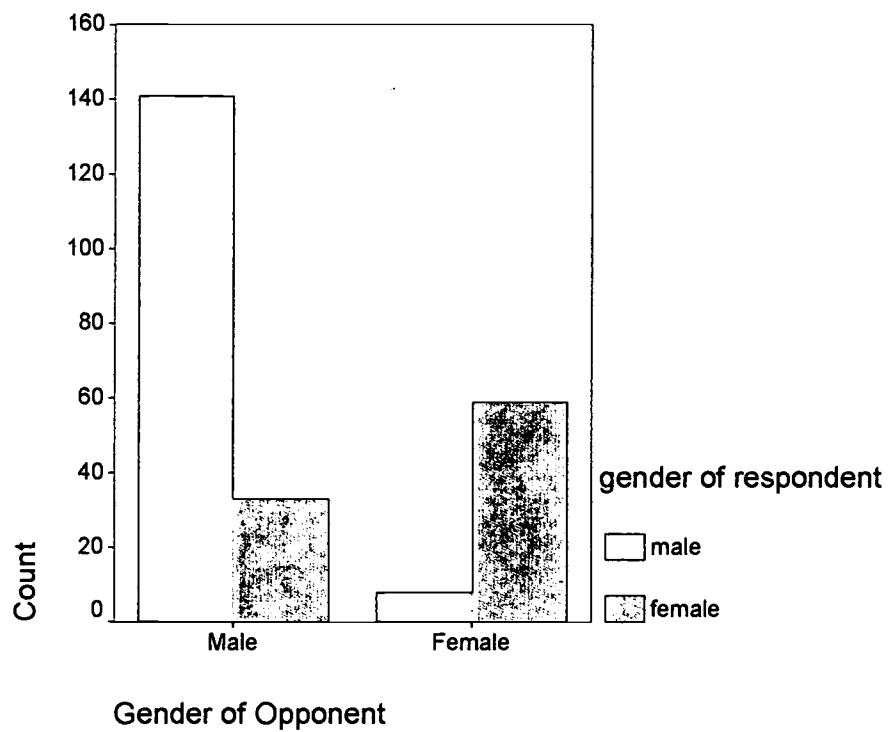 160
140
120
100
80
60
40
20
0
Count
Male
Female
Gender of Opponent
gender of respondent
male
female